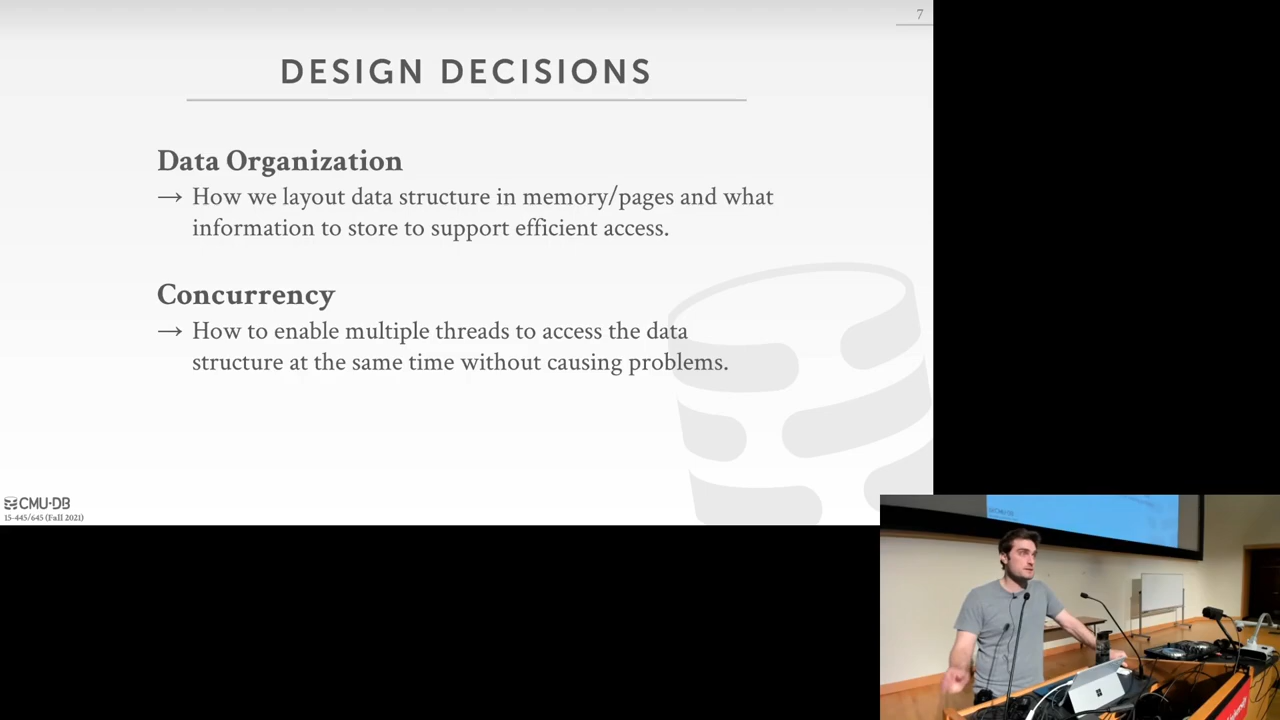 7
DESIGN DECISIONS
Data Organization
→ How we layout data structure in memory/pages and what
information to store to support efficient access.
Concurrency
→ How to enable multiple threads to access the data
structure at the same time without causing problems.
CMU·DB
15-445/645 (Fall 2021)